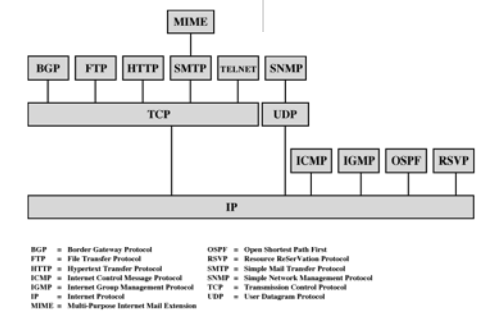 MIME
BGP FTP HTTP SMTP TELNET SNMP
TCP UDP
ICMP IGMP OSPF RSVP
IP
BGP = Border Gateway Protocol
FTP = File Transfer Protocol
HTTP = Hypertext Transfer Protocol
ICMP = Internet Control Message Protocol
IGMP = Internet Group Management Protocol
IP = Internet Protocol
MIME = Multi-Purpose Internet Mail Extension
OSPF = Open Shortest Path First
RSVP = Resource ReSerVation Protocol
SMTP = Simple Mail Transfer Protocol
SNMP = Simple Network Management Protocol
TCP = Transmission Control Protocol
UDP = User Datagram Protocol